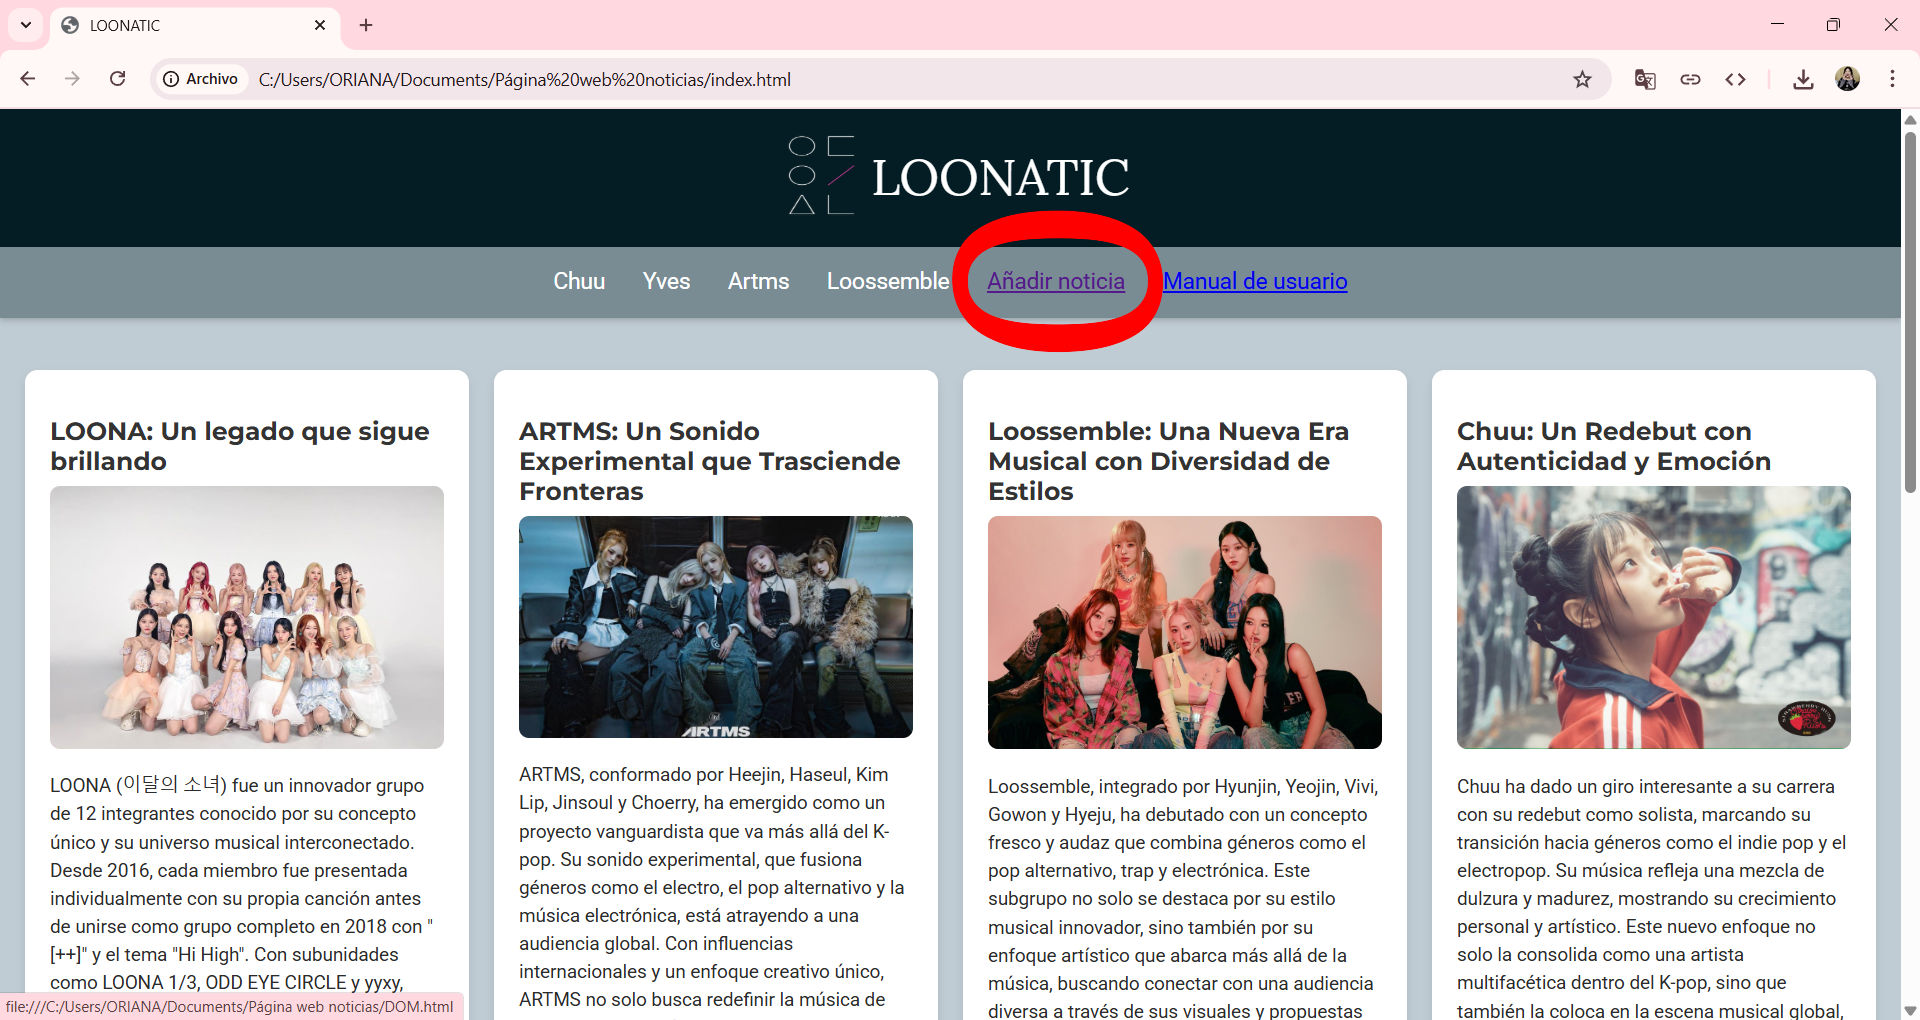 LOONATIC
Archivo
C:/Users/ORIANA/Documents/Página%20web%20noticias/index.html
LOONATIC
Chuu
Yves
Artms
Loossemble
Añadir noticia
Manual de usuario
LOONA: Un legado que sigue
brillando
LOONA (이달의 소녀) fue un innovador grupo
de 12 integrantes conocido por su concepto
único y su universo musical interconectado.
Desde 2016, cada miembro fue presentada
individualmente con su propia canción antes
de unirse como grupo completo en 2018 con "
[++]" y el tema "Hi High". Con subunidades
como LOONA 1/3, ODD EYE CIRCLE y yyxy,
ARTMS: Un Sonido
Experimental que Trasciende
Fronteras
ARTMS
ARTMS, conformado por Heejin, Haseul, Kim
Lip, Jinsoul y Choerry, ha emergido como un
proyecto vanguardista que va más allá del K-
pop. Su sonido experimental, que fusiona
géneros como el electro, el pop alternativo y la
música electrónica, está atrayendo a una
audiencia global. Con influencias
internacionales y un enfoque creativo único,
ARTMS no solo busca redefinir la música de
Loossemble: Una Nueva Era
Musical con Diversidad de
Estilos
Loossemble, integrado por Hyunjin, Yeojin, Vivi,
Gowon y Hyeju, ha debutado con un concepto
fresco y audaz que combina géneros como el
pop alternativo, trap y electrónica. Este
subgrupo no solo se destaca por su estilo
musical innovador, sino también por su
enfoque artístico que abarca más allá de la
música, buscando conectar con una audiencia
diversa a través de sus visuales y propuestas
Chuu: Un Redebut con
Autenticidad y Emoción
Chuu ha dado un giro interesante a su carrera
con su redebut como solista, marcando su
transición hacia géneros como el indie pop y el
electropop. Su música refleja una mezcla de
dulzura y madurez, mostrando su crecimiento
personal y artístico. Este nuevo enfoque no
solo la consolida como una artista
multifacética dentro del K-pop, sino que
también la coloca en la escena musical global,
file:///C:/Users/ORIANA/Documents/Página web noticias/DOM.html